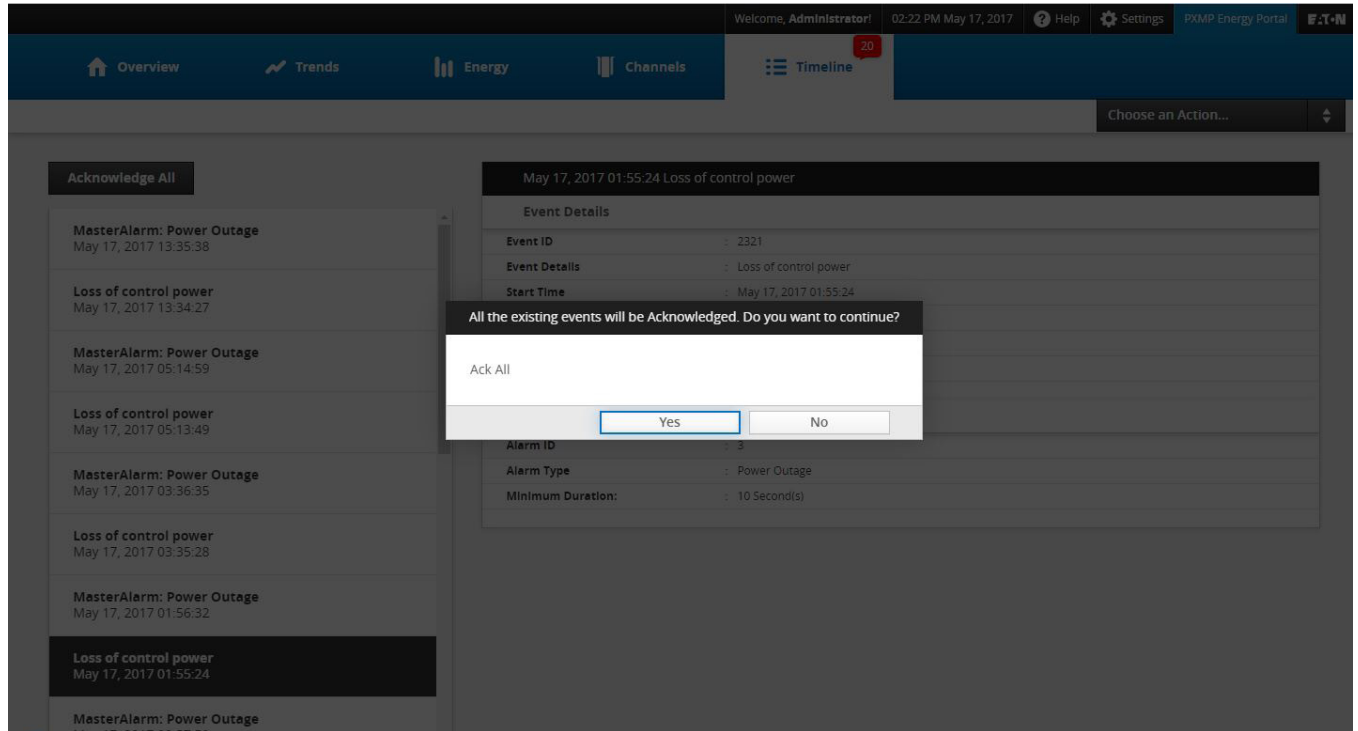 Welcome, Administrator! 02:22 PM May 17, 2017 Help Settings PXMP Energy Portal EATON
Overview Trends Energy Channels Timeline 20
Choose an Action...
Acknowledge All
MasterAlarm: Power Outage
May 17, 2017 13:35:38
Loss of control power
May 17, 2017 13:34:27
MasterAlarm: Power Outage
May 17, 2017 05:14:59
Loss of control power
May 17, 2017 05:13:49
MasterAlarm: Power Outage
May 17, 2017 03:36:35
Loss of control power
May 17, 2017 03:35:28
MasterAlarm: Power Outage
May 17, 2017 01:56:32
Loss of control power
May 17, 2017 01:55:24
MasterAlarm: Power Outage
May 17, 2017 01:55:24 Loss of control power
Event Details
Event ID : 2321
Event Details : Loss of control power
Start Time : May 17, 2017 01:55:24
All the existing events will be Acknowledged. Do you want to continue?
Ack All
Yes No
Alarm ID : 3
Alarm Type : Power Outage
Minimum Duration: : 10 Second(s)